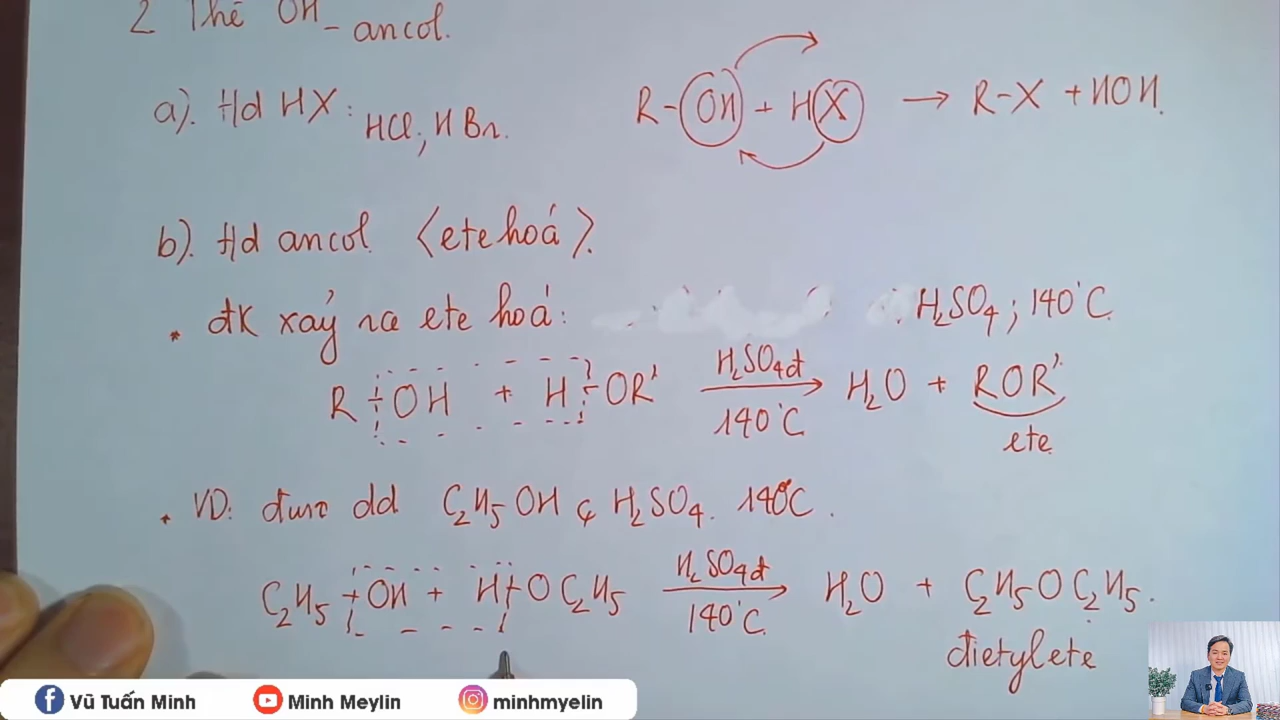 2 Thế OH - ancol.
a). t/d HX: HCl; HBr.
R-OH + HX → R-X + HOH.
b). t/d ancol <ete hoá>.
• đk xảy ra ete hoá: H₂SO₄; 140°C.
R-OH + H-OR' H₂SO₄đ 140°C → H₂O + ROR'
ete
• VD: đun dd C₂H₅OH ç H₂SO₄. 140°C.
C₂H₅-OH + H-OC₂H₅ H₂SO₄đ 140°C → H₂O + C₂H₅OC₂H₅.
đietylete
Vũ Tuấn Minh Minh Meylin minhmyelin